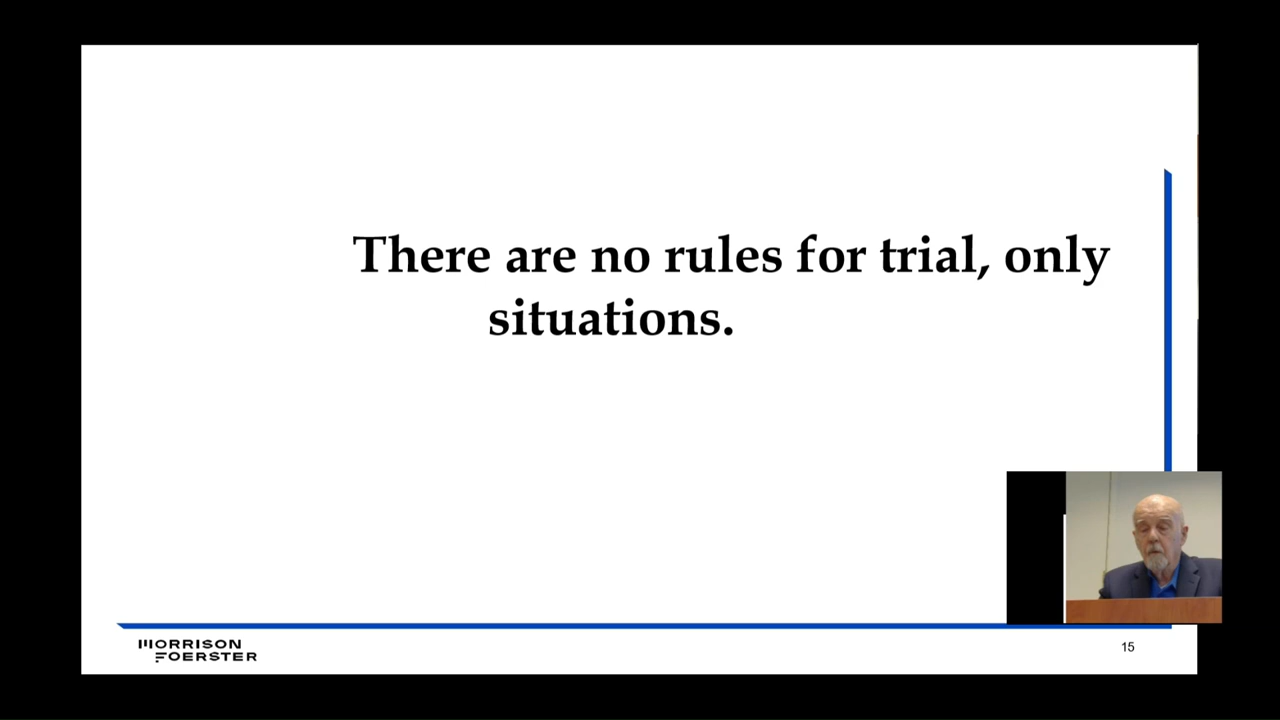 There are no rules for trial, only
situations.
MORRISON
FOERSTER
15